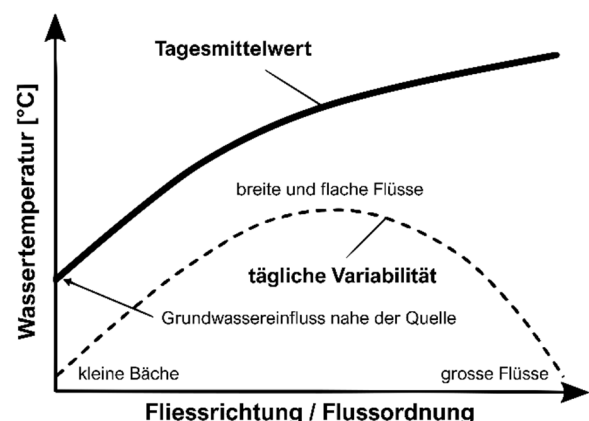 Tagesmittelwert
Wassertemperatur [°C]
breite und flache Flüsse
tägliche Variabilität
Grundwassereinfluss nahe der Quelle
kleine Bäche
grosse Flüsse
Fliessrichtung / Flussordnung